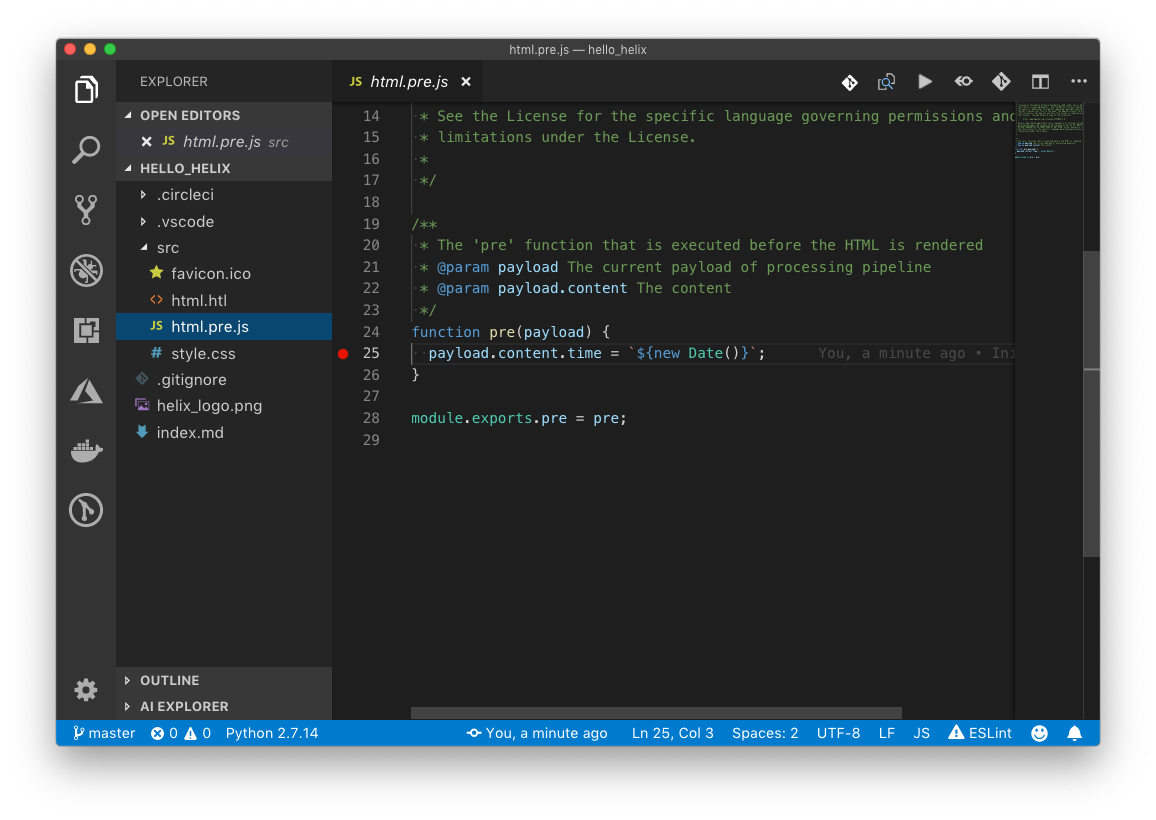 html.pre.js — hello_helix
EXPLORER
OPEN EDITORS
JS html.pre.js src
HELLO_HELIX
.circleci
.vscode
src
favicon.ico
<> html.htl
JS html.pre.js
# style.css
.gitignore
helix_logo.png
index.md
OUTLINE
AI EXPLORER
JS html.pre.js
14 * See the License for the specific language governing permissions and
15 * limitations under the License.
16 *
17 */
18
19 /**
20 * The 'pre' function that is executed before the HTML is rendered
21 * @param payload The current payload of processing pipeline
22 * @param payload.content The content
23 */
24 function pre(payload) {
25 payload.content.time = `${new Date()}`; You, a minute ago • Ini
26 }
27
28 module.exports.pre = pre;
29
master 0 0 Python 2.7.14 You, a minute ago Ln 25, Col 3 Spaces: 2 UTF-8 LF JS ESLint